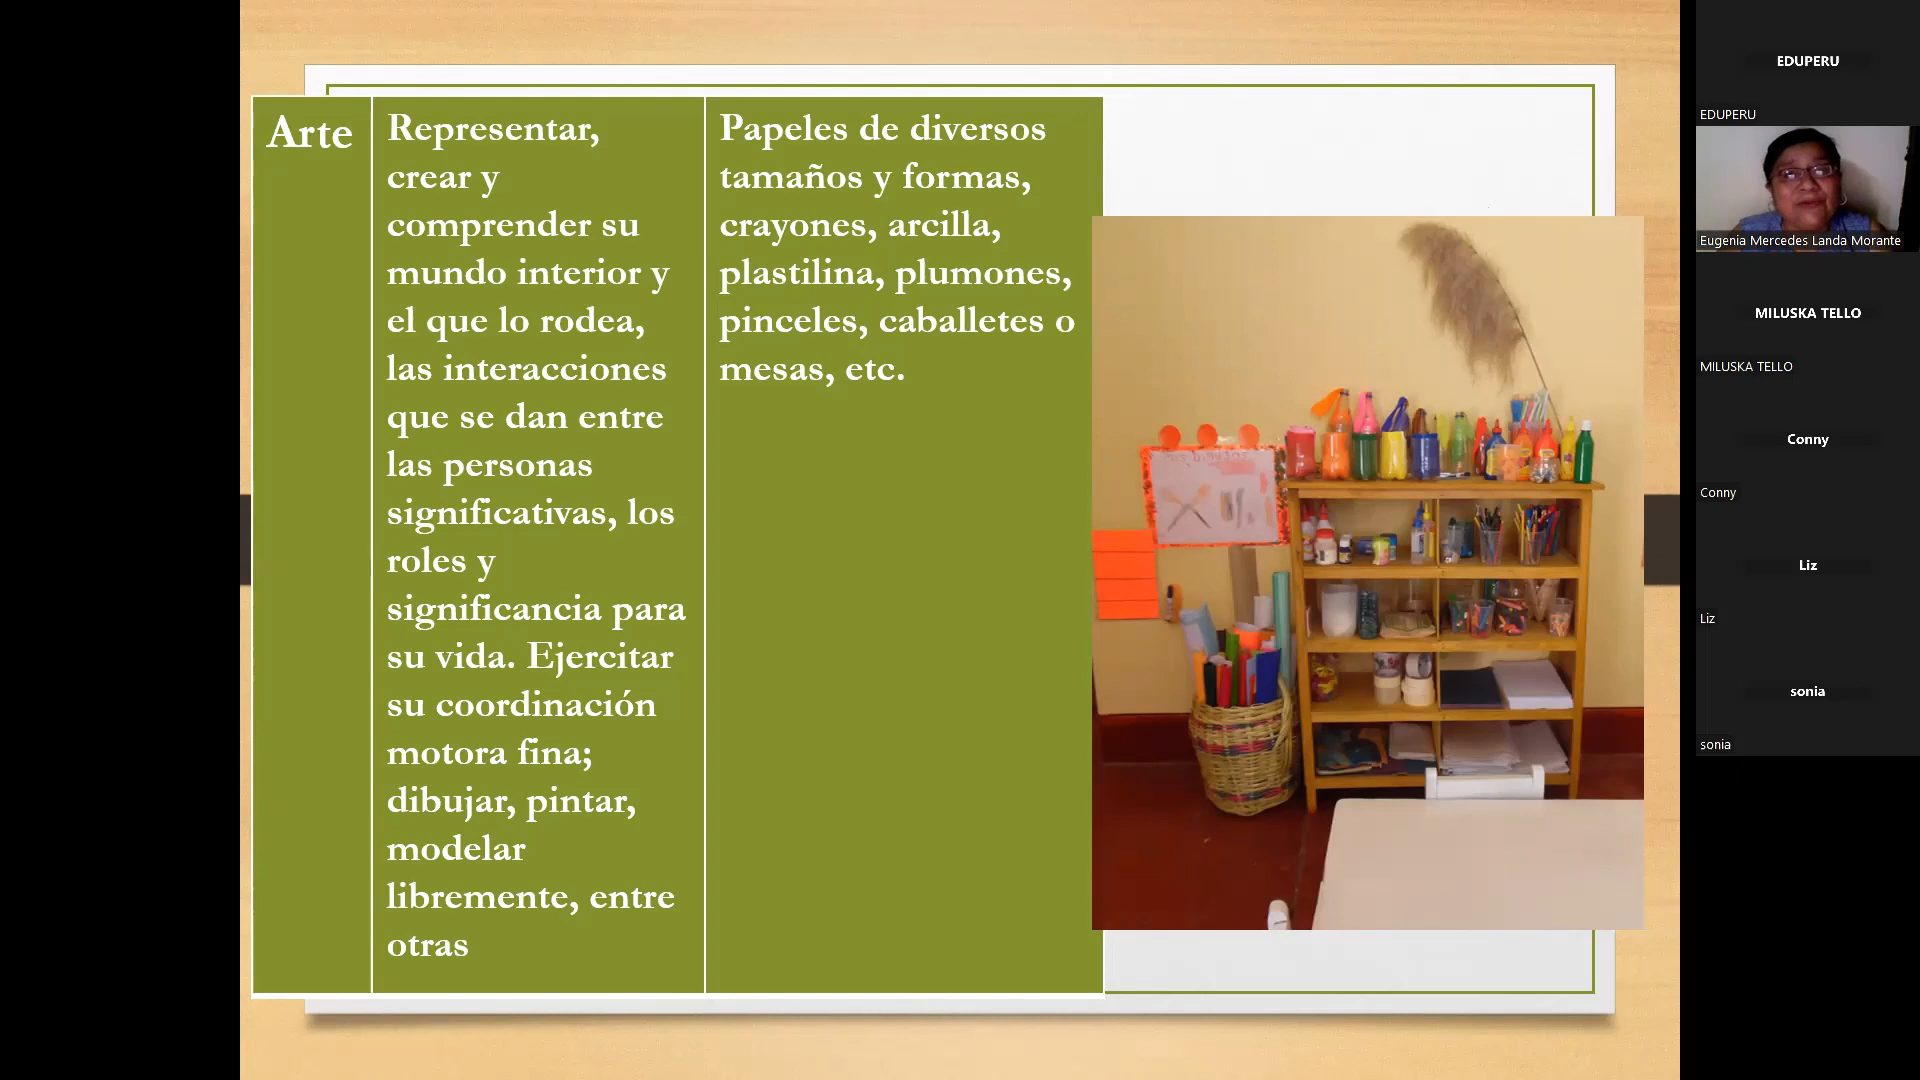 Arte
Representar,
crear y
comprender su
mundo interior y
el que lo rodea,
las interacciones
que se dan entre
las personas
significativas, los
roles y
significancia para
su vida. Ejercitar
su coordinación
motora fina;
dibujar, pintar,
modelar
libremente, entre
otras
Papeles de diversos
tamaños y formas,
crayones, arcilla,
plastilina, plumones,
pinceles, caballetes o
mesas, etc.
EDUPERU
EDUPERU
Eugenia Mercedes Landa Morante
MILUSKA TELLO
MILUSKA TELLO
Conny
Conny
Liz
Liz
sonia
sonia